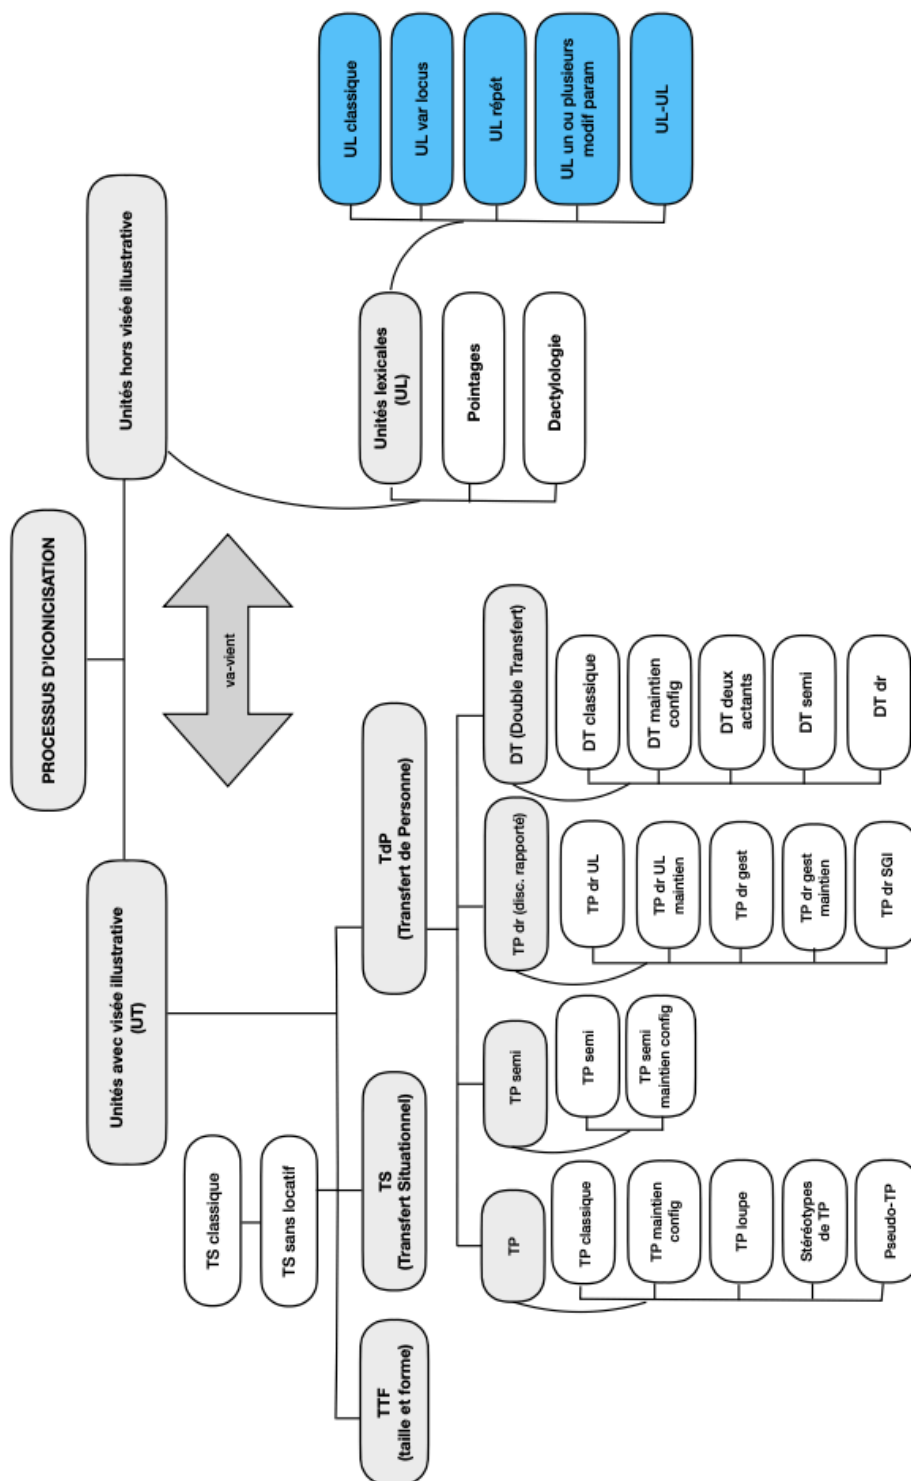 PROCESSUS D'ICONICISATION
Unités avec visée illustrative
(UT)
va-vient
Unités hors visée illustrative
TS classique
TS sans locatif
TTF
(taille et forme)
TS
(Transfert Situationnel)
TdP
(Transfert de Personne)
Unités lexicales
(UL)
Pointages
Dactylologie
UL classique
UL var locus
UL répét
UL un ou plusieurs
modif param
UL-UL
TP
TP classique
TP maintien
config
TP loupe
Stéréotypes
de TP
Pseudo-TP
TP semi
TP semi
TP semi
maintien config
TP dr (disc. rapporté)
TP dr UL
TP dr UL
maintien
TP dr gest
TP dr gest
maintien
TP dr SGI
DT (Double Transfert)
DT classique
DT maintien
config
DT deux
actants
DT semi
DT dr